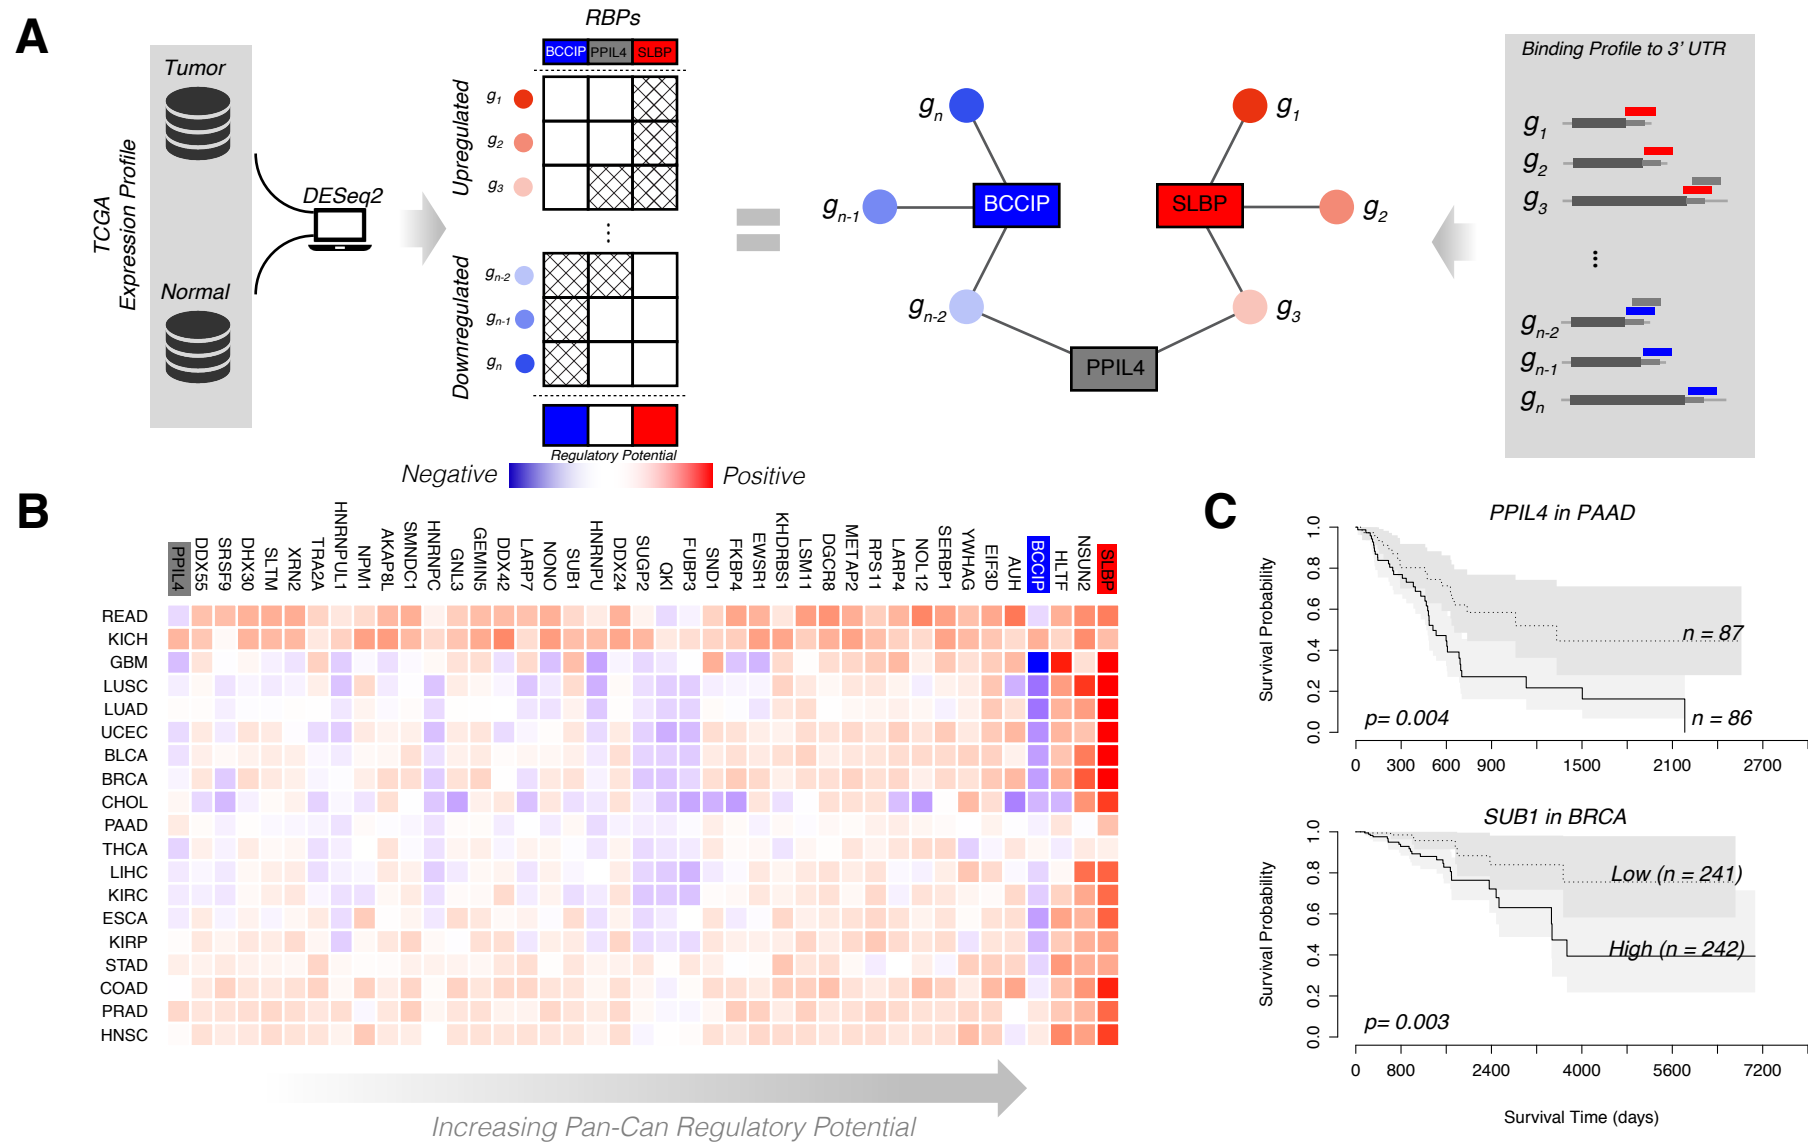 A
Tumor
Normal
TCGA
Expression Profile
DESeq2
RBPs
BCCIP PPIL4 SLBP
Upregulated
g1
g2
g3
⋮
Downregulated
gn-2
gn-1
gn
Regulatory Potential
Negative Positive
gn
gn-1
gn-2
BCCIP
SLBP
PPIL4
g1
g2
g3
Binding Profile to 3' UTR
g1
g2
g3
⋮
gn-2
gn-1
gn
B
PPIL4
DDX55
SRSF9
DHX30
SLTM
XRN2
TRA2A
HNRNPUL1
NPM1
AKAP8L
SMNDC1
HNRNPC
GNL3
GEMIN5
DDX42
LARP7
NONO
SUB1
HNRNPU
DDX24
SUGP2
QKI
FUBP3
SND1
FKBP4
EWSR1
KHDRBS1
LSM11
DGCR8
METAP2
RPS11
LARP4
NOL12
SERBP1
YWHAG
EIF3D
AUH
BCCIP
HLTF
NSUN2
SLBP
READ
KICH
GBM
LUSC
LUAD
UCEC
BLCA
BRCA
CHOL
PAAD
THCA
LIHC
KIRC
ESCA
KIRP
STAD
COAD
PRAD
HNSC
Increasing Pan-Can Regulatory Potential
C
PPIL4 in PAAD
Survival Probability
1.0
0.8
0.6
0.4
0.2
0.0
n = 87
n = 86
p= 0.004
0 300 600 900 1500 2100 2700
SUB1 in BRCA
Survival Probability
1.0
0.8
0.6
0.4
0.2
0.0
Low (n = 241)
High (n = 242)
p= 0.003
0 800 2400 4000 5600 7200
Survival Time (days)